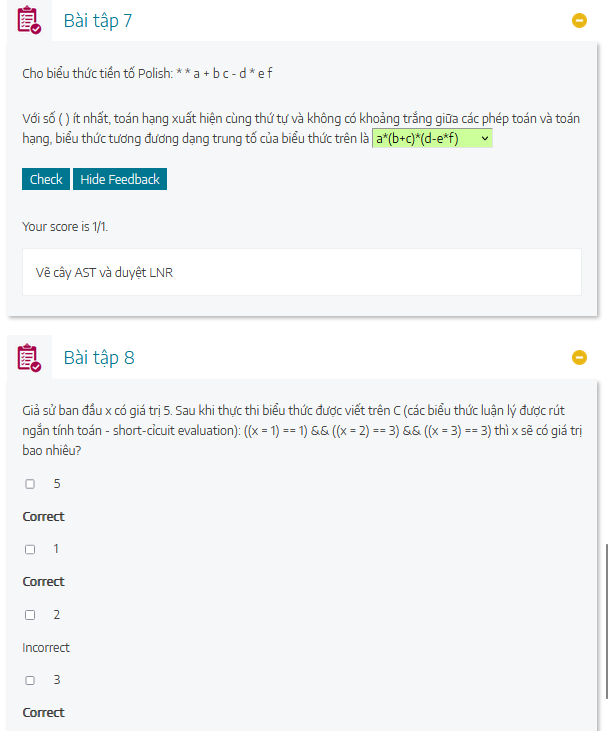 Bài tập 7
Cho biểu thức tiền tố Polish: * * a + b c - d * e f
Với số ( ) ít nhất, toán hạng xuất hiện cùng thứ tự và không có khoảng trắng giữa các phép toán và toán
hạng, biểu thức tương đương dạng trung tố của biểu thức trên là a*(b+c)*(d-e*f)
Check Hide Feedback
Your score is 1/1.
Vẽ cây AST và duyệt LNR
Bài tập 8
Giả sử ban đầu x có giá trị 5. Sau khi thực thi biểu thức được viết trên C (các biểu thức luận lý được rút
ngắn tính toán - short-cicuit evaluation): ((x = 1) == 1) && ((x = 2) == 3) && ((x = 3) == 3) thì x sẽ có giá trị
bao nhiêu?
5
Correct
1
Correct
2
Incorrect
3
Correct